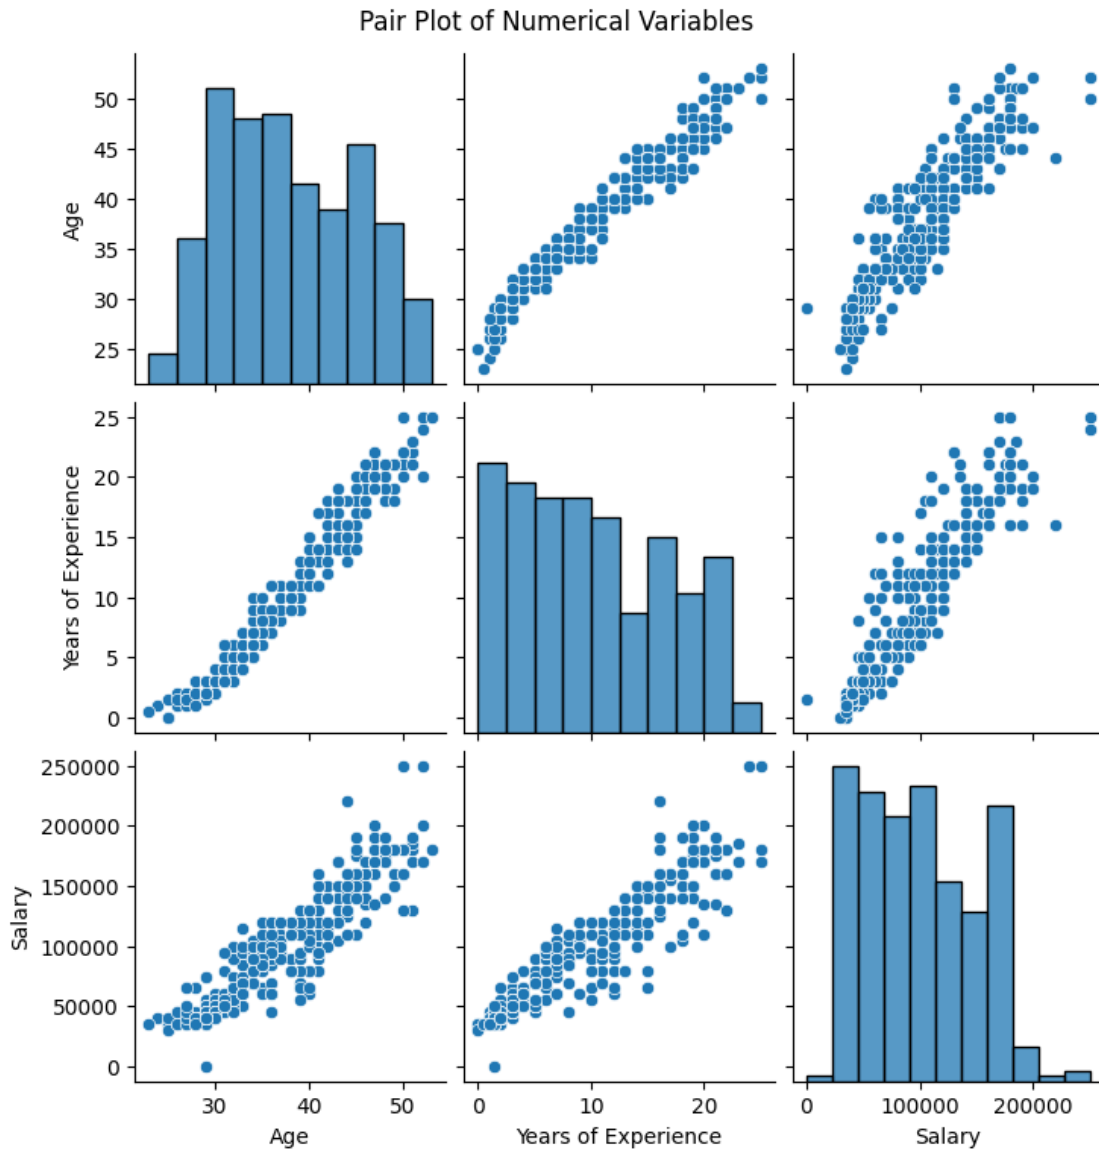 Pair Plot of Numerical Variables
50
45
40
35
30
25
Age
25
20
15
10
5
0
Years of Experience
250000
200000
150000
100000
50000
0
Salary
30 40 50
Age
0 10 20
Years of Experience
0 100000 200000
Salary